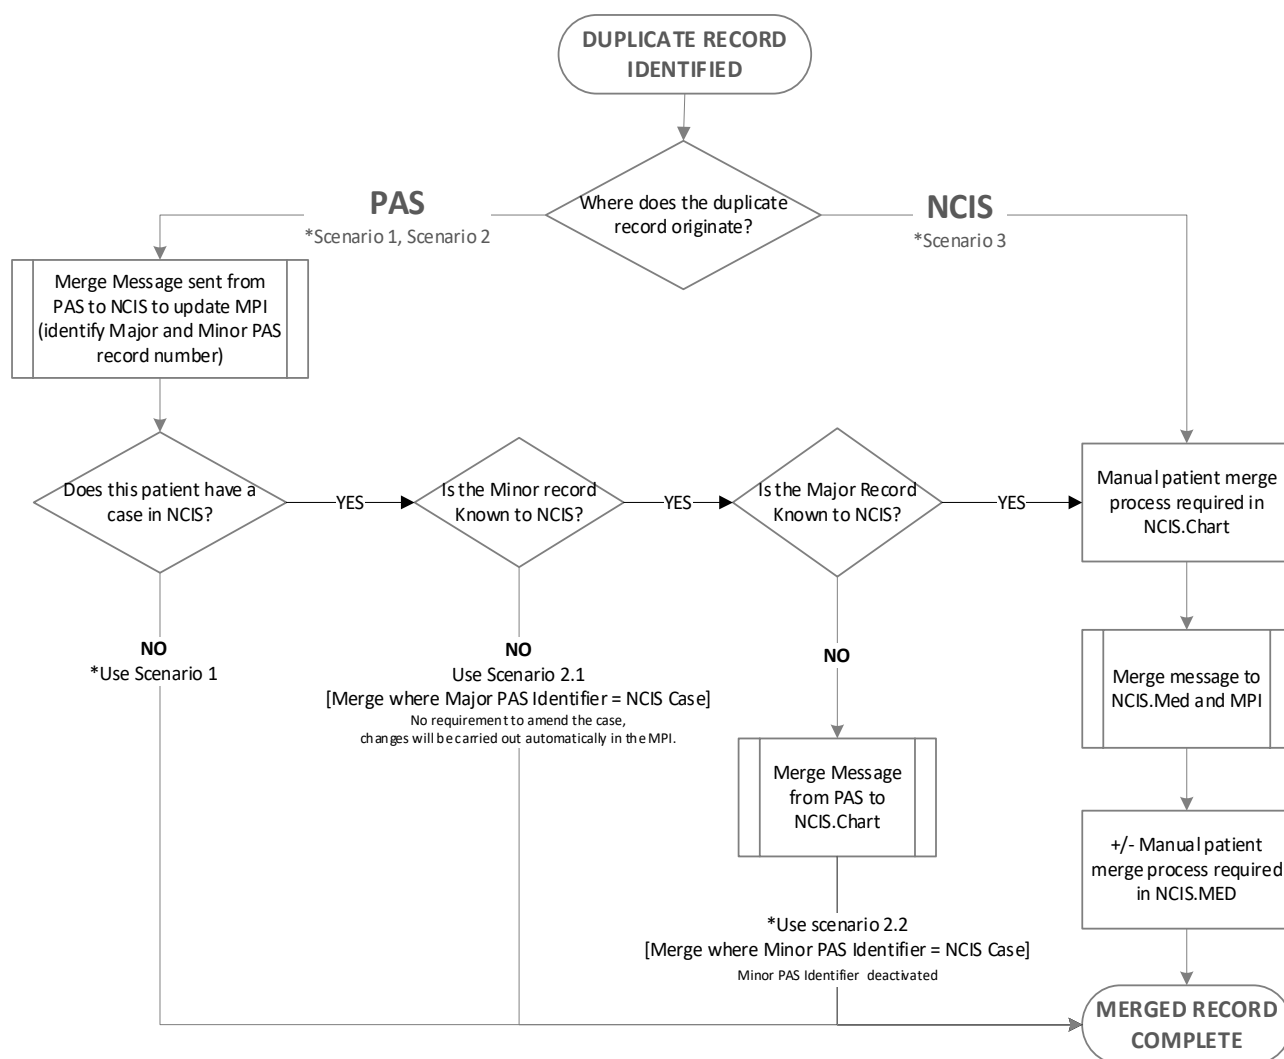 DUPLICATE RECORD
IDENTIFIED
Where does the duplicate
record originate?
PAS
*Scenario 1, Scenario 2
NCIS
*Scenario 3
Merge Message sent from
PAS to NCIS to update MPI
(identify Major and Minor PAS
record number)
Does this patient have a
case in NCIS?
YES
Is the Minor record
Known to NCIS?
YES
Is the Major Record
Known to NCIS?
YES
Manual patient merge
process required in
NCIS.Chart
NO
*Use Scenario 1
NO
Use Scenario 2.1
[Merge where Major PAS Identifier = NCIS Case]
No requirement to amend the case,
changes will be carried out automatically in the MPI.
NO
Merge Message
from PAS to
NCIS.Chart
*Use scenario 2.2
[Merge where Minor PAS Identifier = NCIS Case]
Minor PAS Identifier deactivated
Merge message to
NCIS.Med and MPI
+/- Manual patient
merge process required
in NCIS.MED
MERGED RECORD
COMPLETE